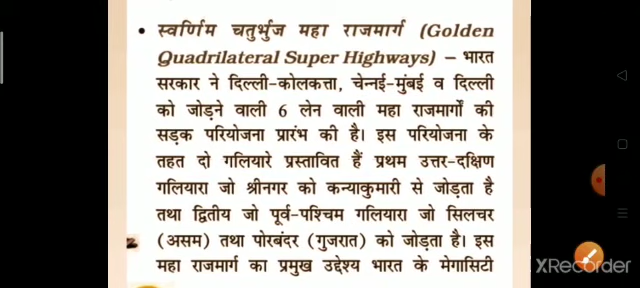 • स्वर्णिम चतुर्भुज महा राजमार्ग (Golden
Quadrilateral Super Highways) – भारत
सरकार ने दिल्ली-कोलकत्ता, चेन्नई-मुंबई व दिल्ली
को जोड़ने वाली 6 लेन वाली महा राजमार्गो की
सड़क परियोजना प्रारंभ की है। इस परियोजना के
तहत दो गलियारे प्रस्तावित हैं प्रथम उत्तर-दक्षिण
गलियारा जो श्रीनगर को कन्याकुमारी से जोड़ता है
तथा द्वितीय जो पूर्व-पश्चिम गलियारा जो सिलचर
(असम) तथा पोरबंदर (गुजरात) को जोड़ता है। इस
महा राजमार्ग का प्रमुख उद्देश्य भारत के मेगासिटी
XRecorder